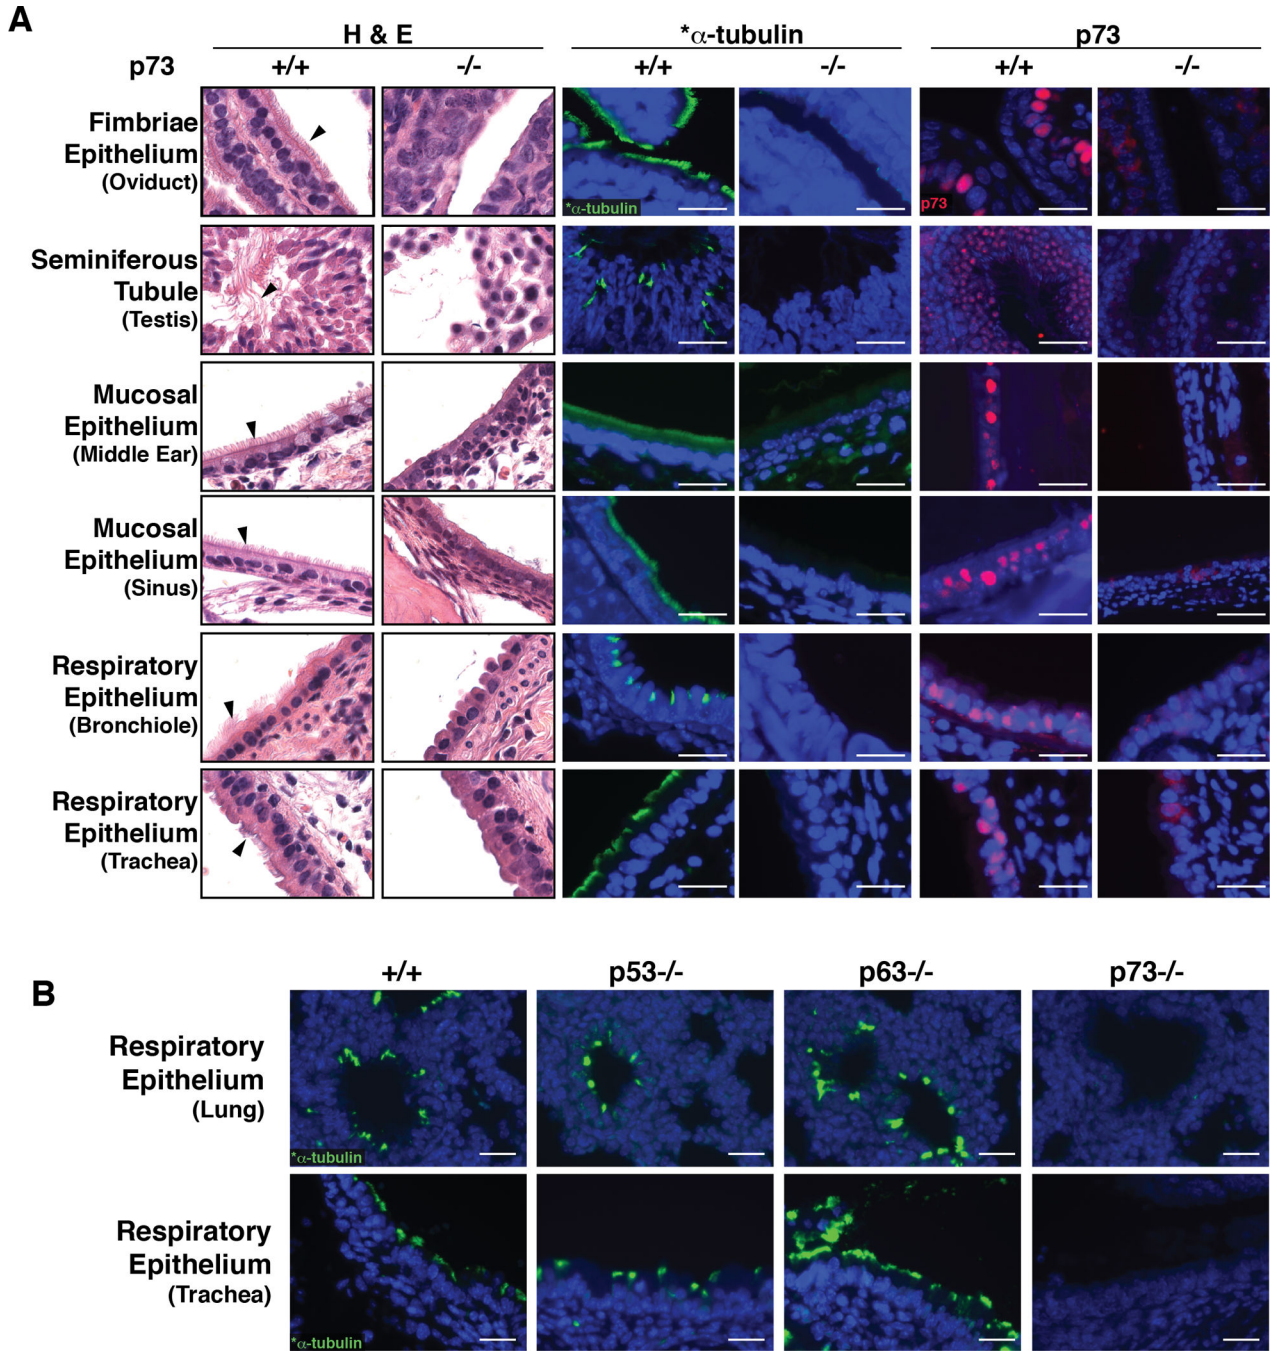 A
H & E
*α-tubulin
p73
p73
+/+
-/-
+/+
-/-
+/+
-/-
Fimbriae
Epithelium
(Oviduct)
*α-tubulin
p73
Seminiferous
Tubule
(Testis)
Mucosal
Epithelium
(Middle Ear)
Mucosal
Epithelium
(Sinus)
Respiratory
Epithelium
(Bronchiole)
Respiratory
Epithelium
(Trachea)
B
+/+
p53-/-
p63-/-
p73-/-
Respiratory
Epithelium
(Lung)
*α-tubulin
Respiratory
Epithelium
(Trachea)
*α-tubulin